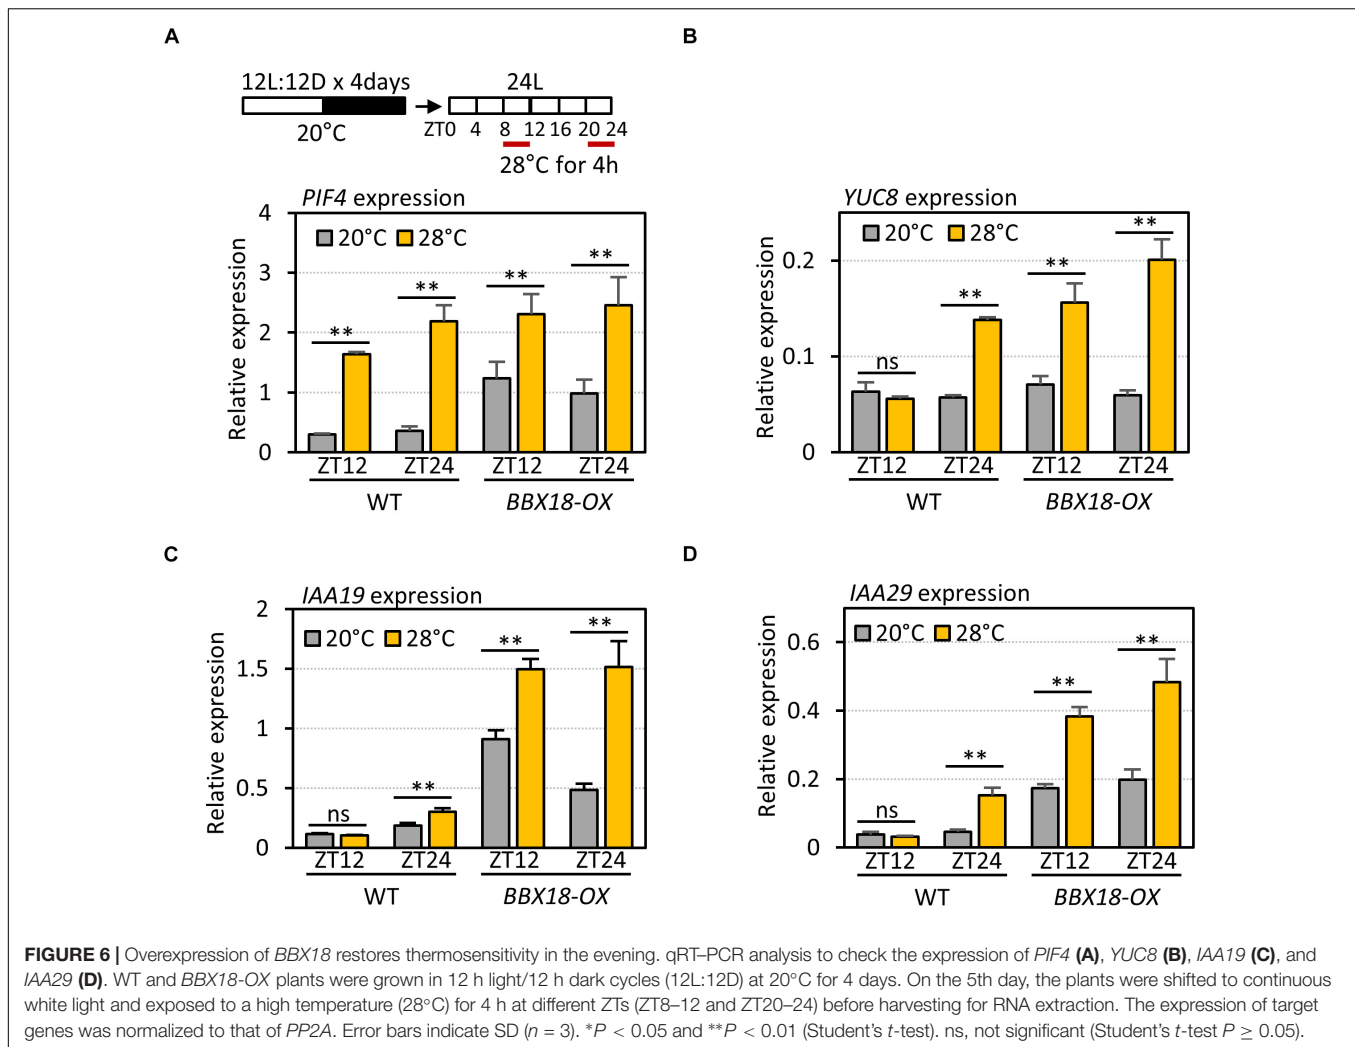 A
12L:12D x 4days
24L
20°C
ZT0 4 8 12 16 20 24
28°C for 4h
PIF4 expression
Relative expression
4
3
2
1
0
20°C 28°C
**
**
**
**
ZT12 ZT24 ZT12 ZT24
WT BBX18-OX
B
YUC8 expression
Relative expression
0.2
0.1
0
20°C 28°C
ns
**
**
**
ZT12 ZT24 ZT12 ZT24
WT BBX18-OX
C
IAA19 expression
Relative expression
2
1.5
1
0.5
0
20°C 28°C
ns
**
**
**
ZT12 ZT24 ZT12 ZT24
WT BBX18-OX
D
IAA29 expression
Relative expression
0.6
0.4
0.2
0
20°C 28°C
ns
**
**
**
ZT12 ZT24 ZT12 ZT24
WT BBX18-OX
FIGURE 6 | Overexpression of BBX18 restores thermosensitivity in the evening. qRT–PCR analysis to check the expression of PIF4 (A), YUC8 (B), IAA19 (C), and
IAA29 (D). WT and BBX18-OX plants were grown in 12 h light/12 h dark cycles (12L:12D) at 20°C for 4 days. On the 5th day, the plants were shifted to continuous
white light and exposed to a high temperature (28°C) for 4 h at different ZTs (ZT8–12 and ZT20–24) before harvesting for RNA extraction. The expression of target
genes was normalized to that of PP2A. Error bars indicate SD (n = 3). *P < 0.05 and **P < 0.01 (Student's t-test). ns, not significant (Student's t-test P ≥ 0.05).